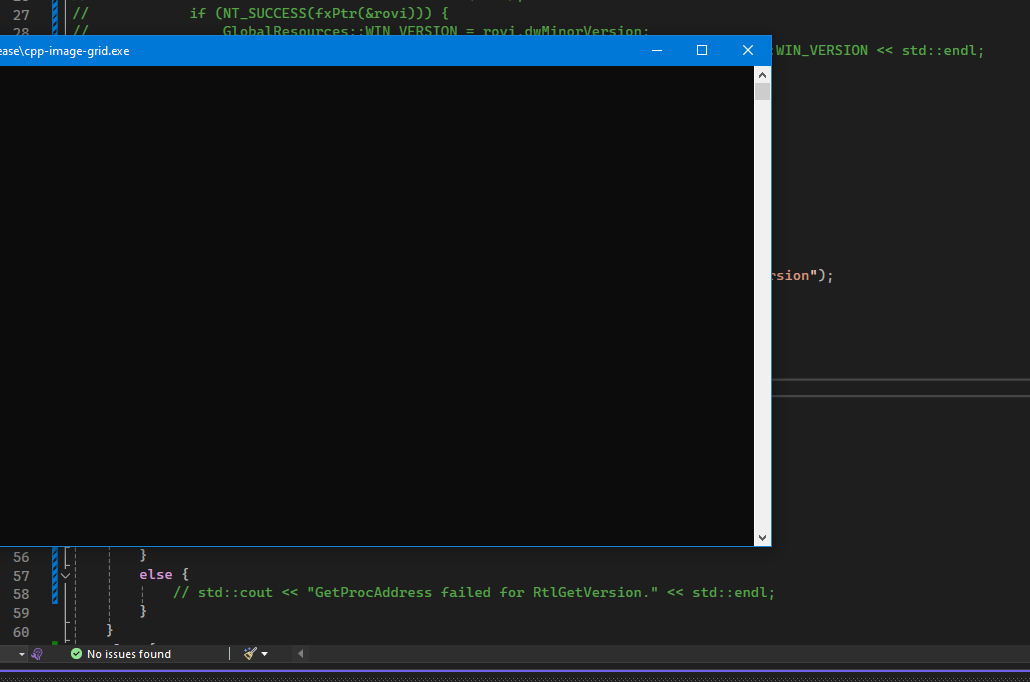 27 // if (NT_SUCCESS(fxPtr(&rovi))) {
28 // GlobalResources::WIN_VERSION = rovi.dwMinorVersion;
ease\cpp-image-grid.exe
:WIN_VERSION << std::endl;
rsion");
56 }
57 else {
58 // std::cout << "GetProcAddress failed for RtlGetVersion." << std::endl;
59 }
60 }
No issues found